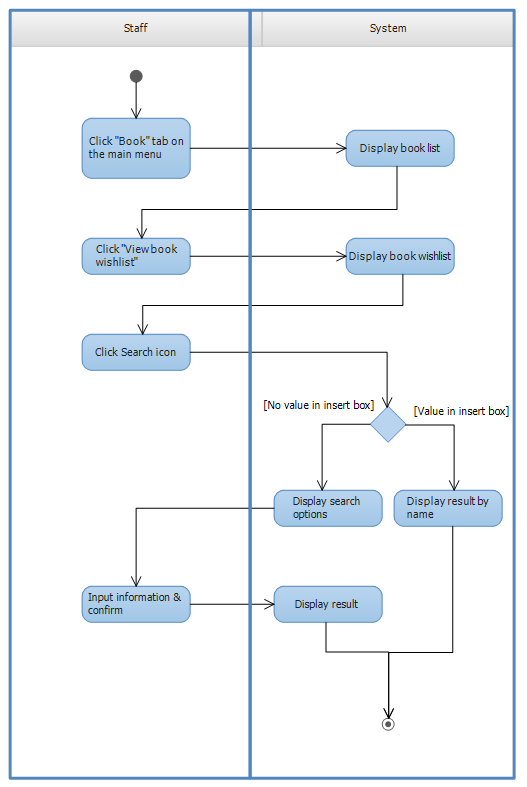 Staff
System
Click "Book" tab on
the main menu
Display book list
Click "View book
wishlist"
Display book wishlist
Click Search icon
[No value in insert box]
[Value in insert box]
Display search
options
Display result by
name
Input information &
confirm
Display result